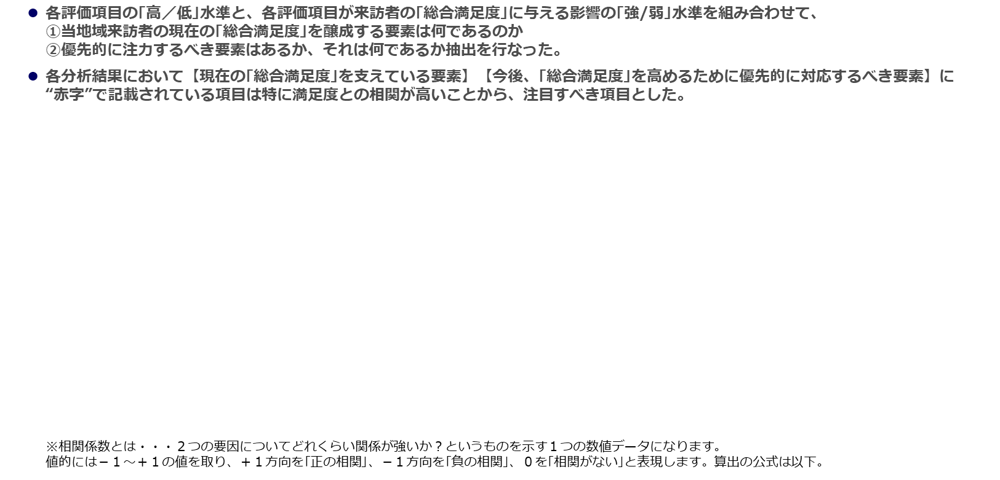 ● 各評価項目の｢高／低｣水準と、各評価項目が来訪者の｢総合満足度｣に与える影響の｢強/弱｣水準を組み合わせて、
①当地域来訪者の現在の｢総合満足度｣を醸成する要素は何であるのか
②優先的に注力するべき要素はあるか、それは何であるか抽出を行なった。
● 各分析結果において【現在の｢総合満足度｣を支えている要素】【今後、｢総合満足度｣を高めるために優先的に対応するべき要素】に
“赤字”で記載されている項目は特に満足度との相関が高いことから、注目すべき項目とした。
※相関係数とは・・・２つの要因についてどれくらい関係が強いか？というものを示す１つの数値データになります。
値的には－１～＋１の値を取り、＋１方向を｢正の相関｣、－１方向を｢負の相関｣、０を｢相関がない｣と表現します。算出の公式は以下。